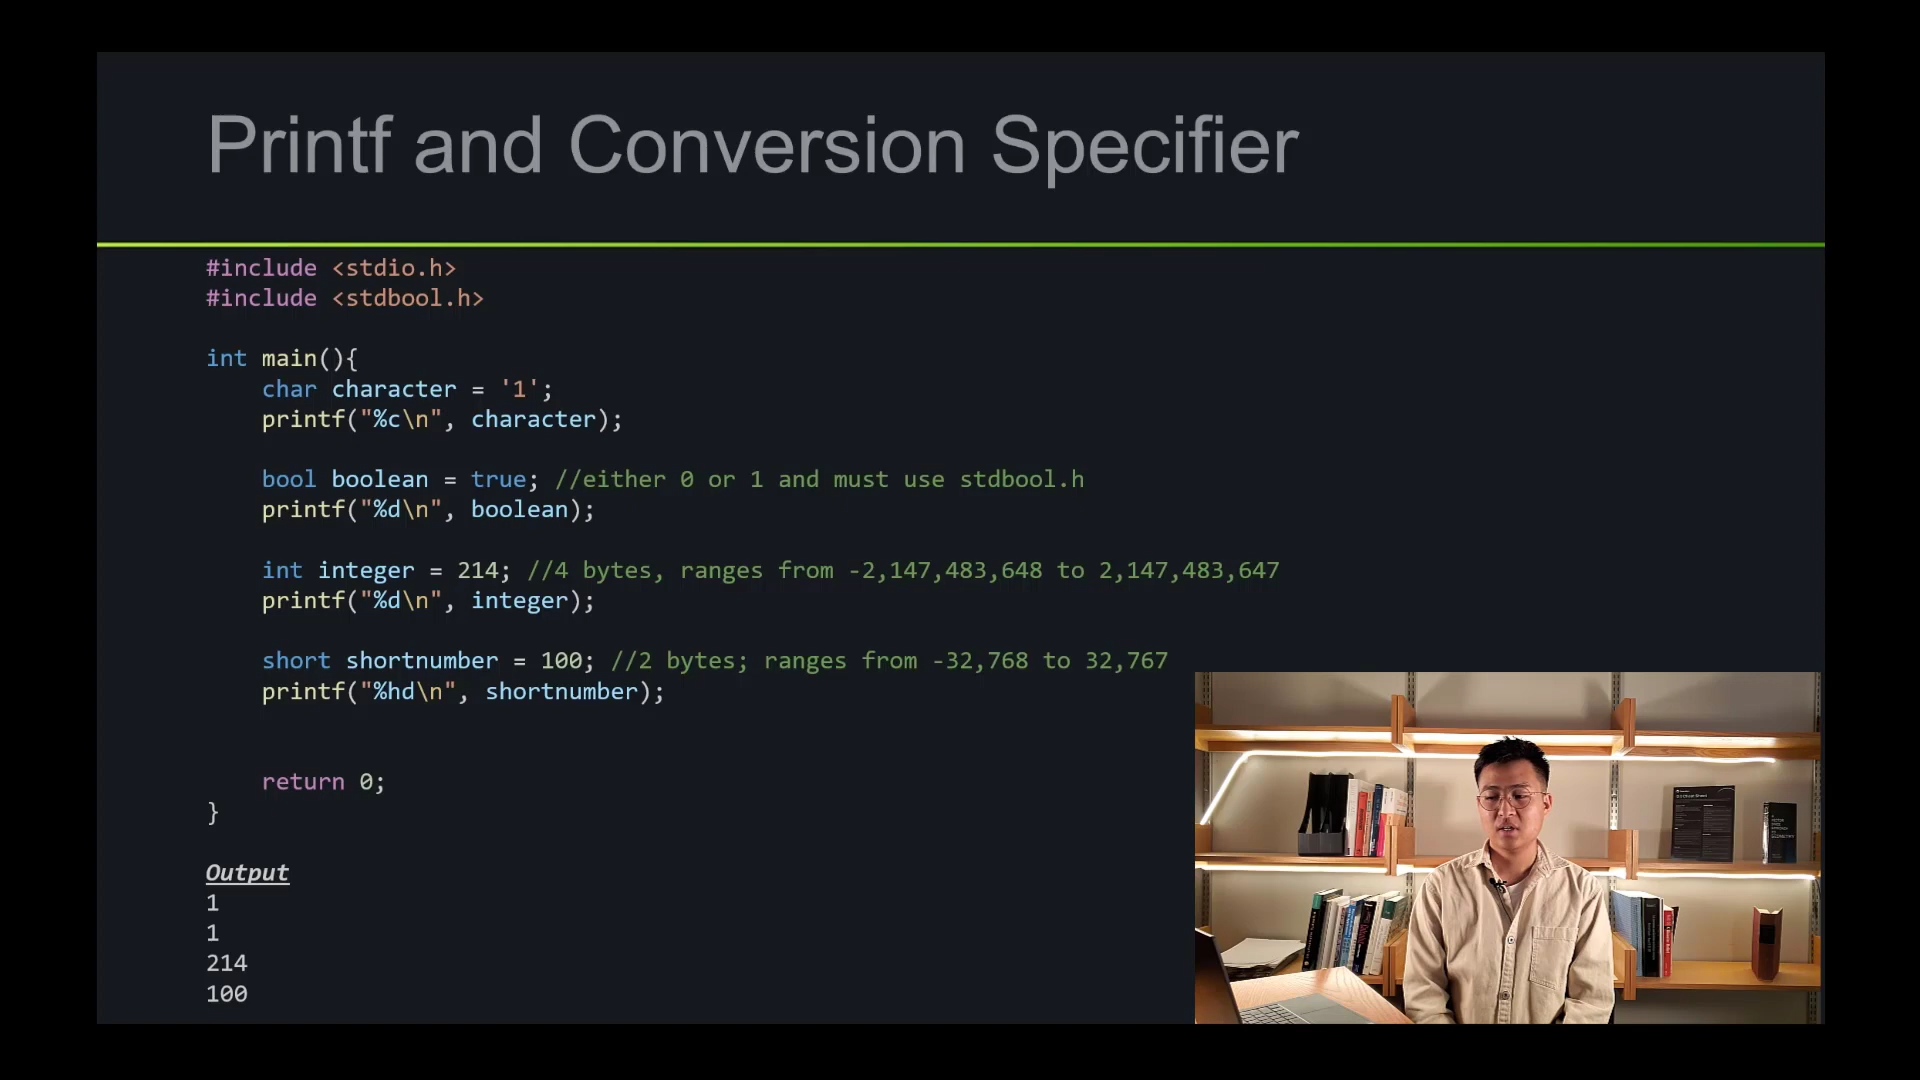 Printf and Conversion Specifier
#include <stdio.h>
#include <stdbool.h>
int main(){
    char character = '1';
    printf("%c\n", character);
    bool boolean = true; //either 0 or 1 and must use stdbool.h
    printf("%d\n", boolean);
    int integer = 214; //4 bytes, ranges from -2,147,483,648 to 2,147,483,647
    printf("%d\n", integer);
    short shortnumber = 100; //2 bytes; ranges from -32,768 to 32,767
    printf("%hd\n", shortnumber);
    return 0;
}
Output
1
1
214
100